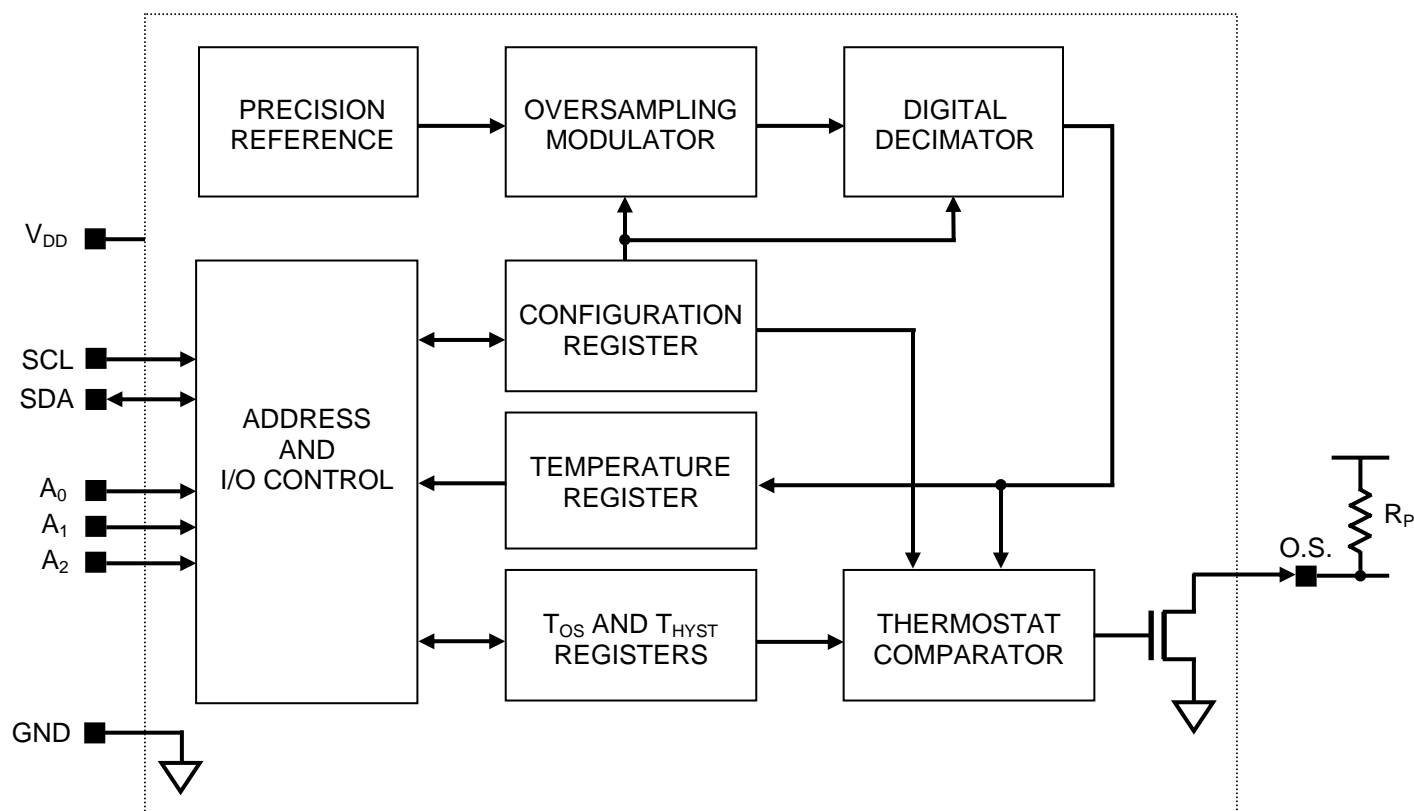 PRECISION
REFERENCE
OVERSAMPLING
MODULATOR
DIGITAL
DECIMATOR
VDD
SCL
SDA
A0
A1
A2
GND
ADDRESS
AND
I/O CONTROL
CONFIGURATION
REGISTER
TEMPERATURE
REGISTER
TOS AND THYST
REGISTERS
THERMOSTAT
COMPARATOR
O.S.
RP